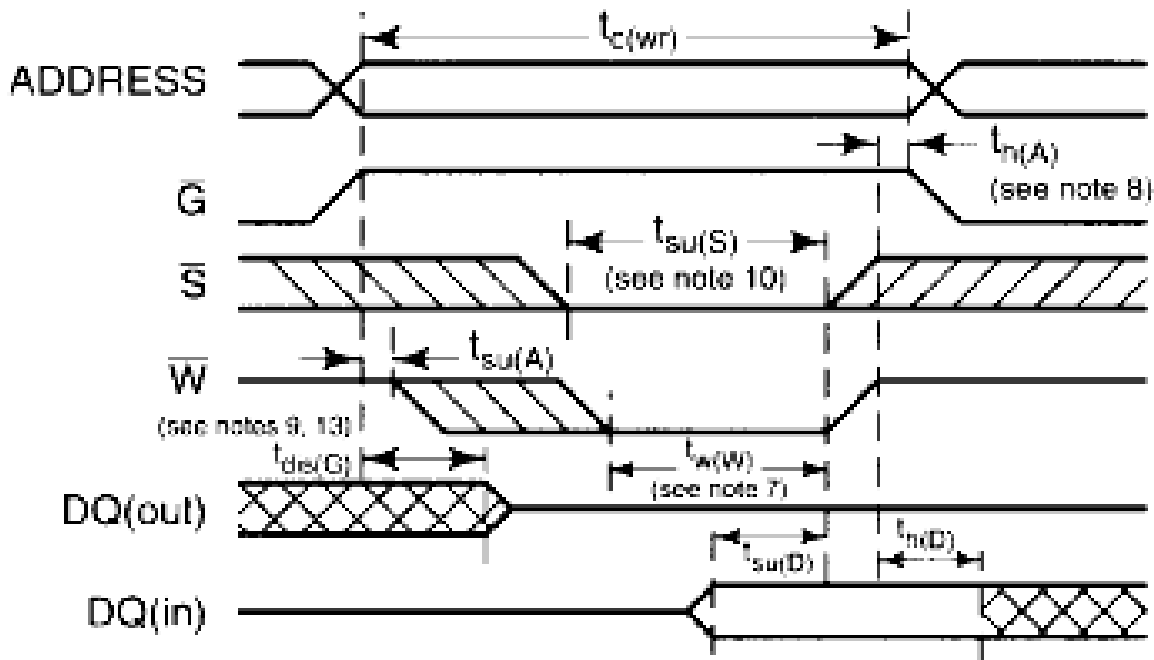 t_c(wr)
ADDRESS
t_h(A)
(see note 8)
G̅
t_su(S)
(see note 10)
S̅
t_su(A)
W̅
(see notes 9, 13)
t_dis(G)
t_w(W)
(see note 7)
DQ(out)
t_su(D)
t_h(D)
DQ(in)